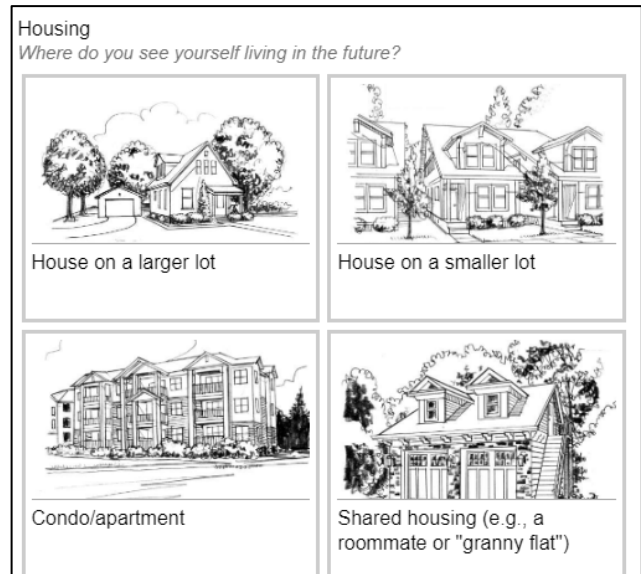 Housing
Where do you see yourself living in the future?
House on a larger lot
House on a smaller lot
Condo/apartment
Shared housing (e.g., a
roommate or "granny flat")